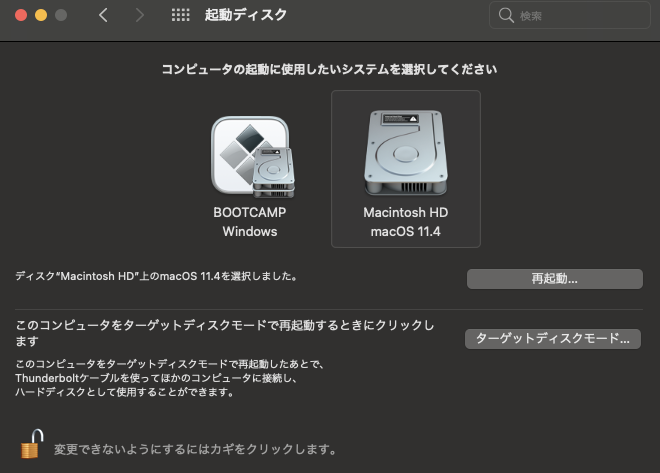 起動ディスク
検索
コンピュータの起動に使用したいシステムを選択してください
BOOTCAMP
Windows
Macintosh HD
macOS 11.4
ディスク“Macintosh HD”上のmacOS 11.4を選択しました。
再起動...
このコンピュータをターゲットディスクモードで再起動するときにクリックし
ます
ターゲットディスクモード...
このコンピュータをターゲットディスクモードで再起動したあとで、
Thunderboltケーブルを使ってほかのコンピュータに接続し、
ハードディスクとして使用することができます。
変更できないようにするにはカギをクリックします。